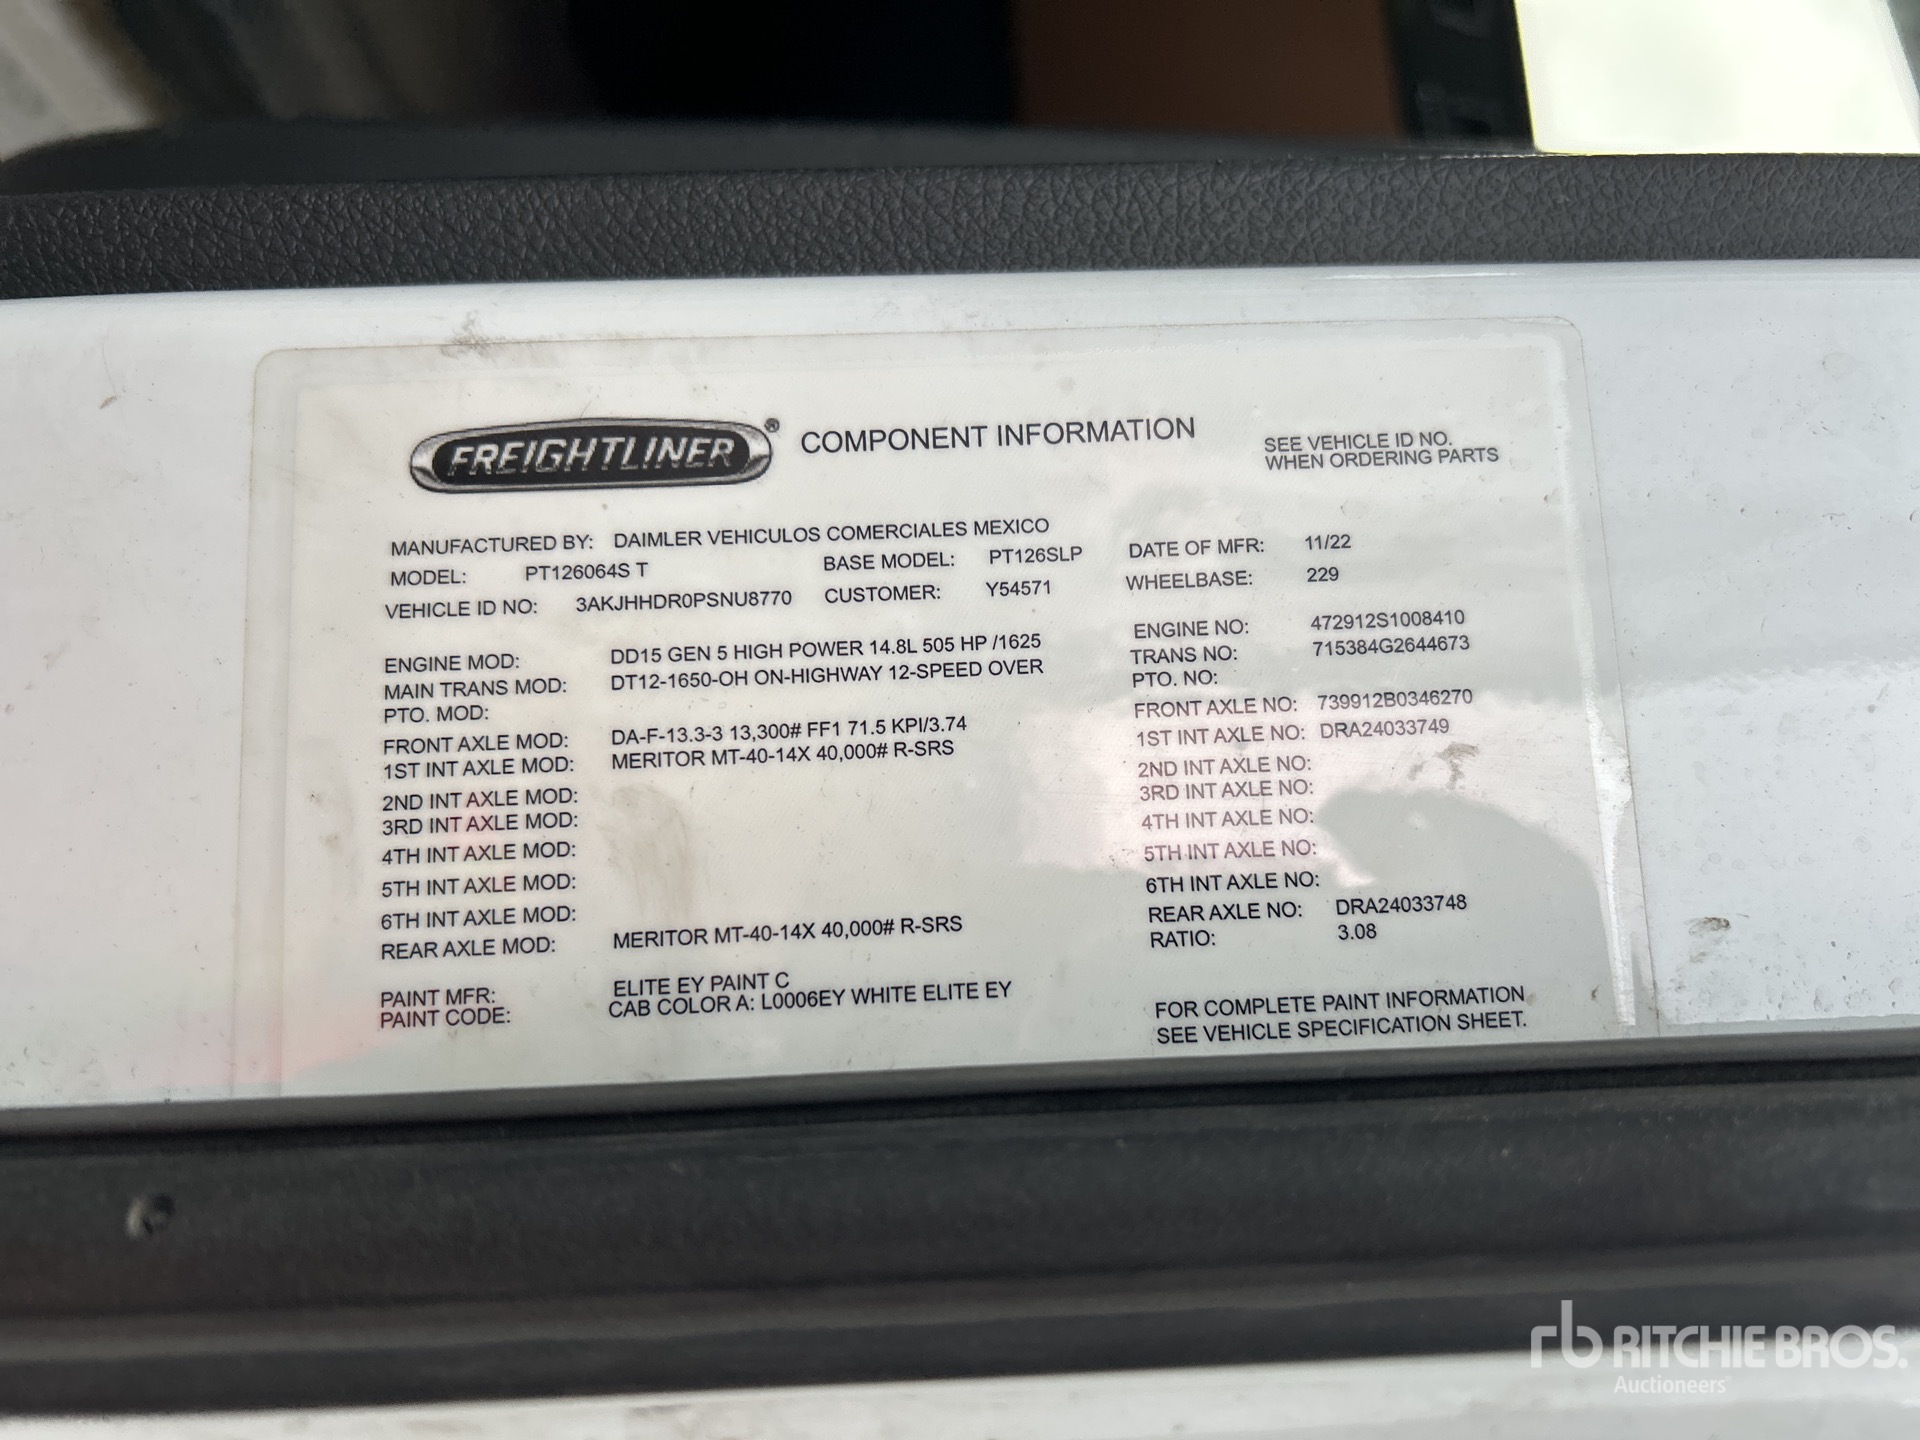 FREIGHTLINER® COMPONENT INFORMATION
SEE VEHICLE ID NO.
WHEN ORDERING PARTS
MANUFACTURED BY: DAIMLER VEHICULOS COMERCIALES MEXICO
MODEL: PT126064S T BASE MODEL: PT126SLP
VEHICLE ID NO: 3AKJHHDR0PSNU8770 CUSTOMER: Y54571
DATE OF MFR: 11/22
WHEELBASE: 229
ENGINE MOD: DD15 GEN 5 HIGH POWER 14.8L 505 HP /1625
MAIN TRANS MOD: DT12-1650-OH ON-HIGHWAY 12-SPEED OVER
PTO. MOD:
FRONT AXLE MOD: DA-F-13.3-3 13,300# FF1 71.5 KPI/3.74
1ST INT AXLE MOD: MERITOR MT-40-14X 40,000# R-SRS
2ND INT AXLE MOD:
3RD INT AXLE MOD:
4TH INT AXLE MOD:
5TH INT AXLE MOD:
6TH INT AXLE MOD:
REAR AXLE MOD: MERITOR MT-40-14X 40,000# R-SRS
ENGINE NO: 472912S1008410
TRANS NO: 715384G2644673
PTO. NO:
FRONT AXLE NO: 739912B0346270
1ST INT AXLE NO: DRA24033749
2ND INT AXLE NO:
3RD INT AXLE NO:
4TH INT AXLE NO:
5TH INT AXLE NO:
6TH INT AXLE NO:
REAR AXLE NO: DRA24033748
RATIO: 3.08
PAINT MFR: ELITE EY PAINT C
PAINT CODE: CAB COLOR A: L0006EY WHITE ELITE EY
FOR COMPLETE PAINT INFORMATION
SEE VEHICLE SPECIFICATION SHEET.
rb RITCHIE BROS.
Auctioneers